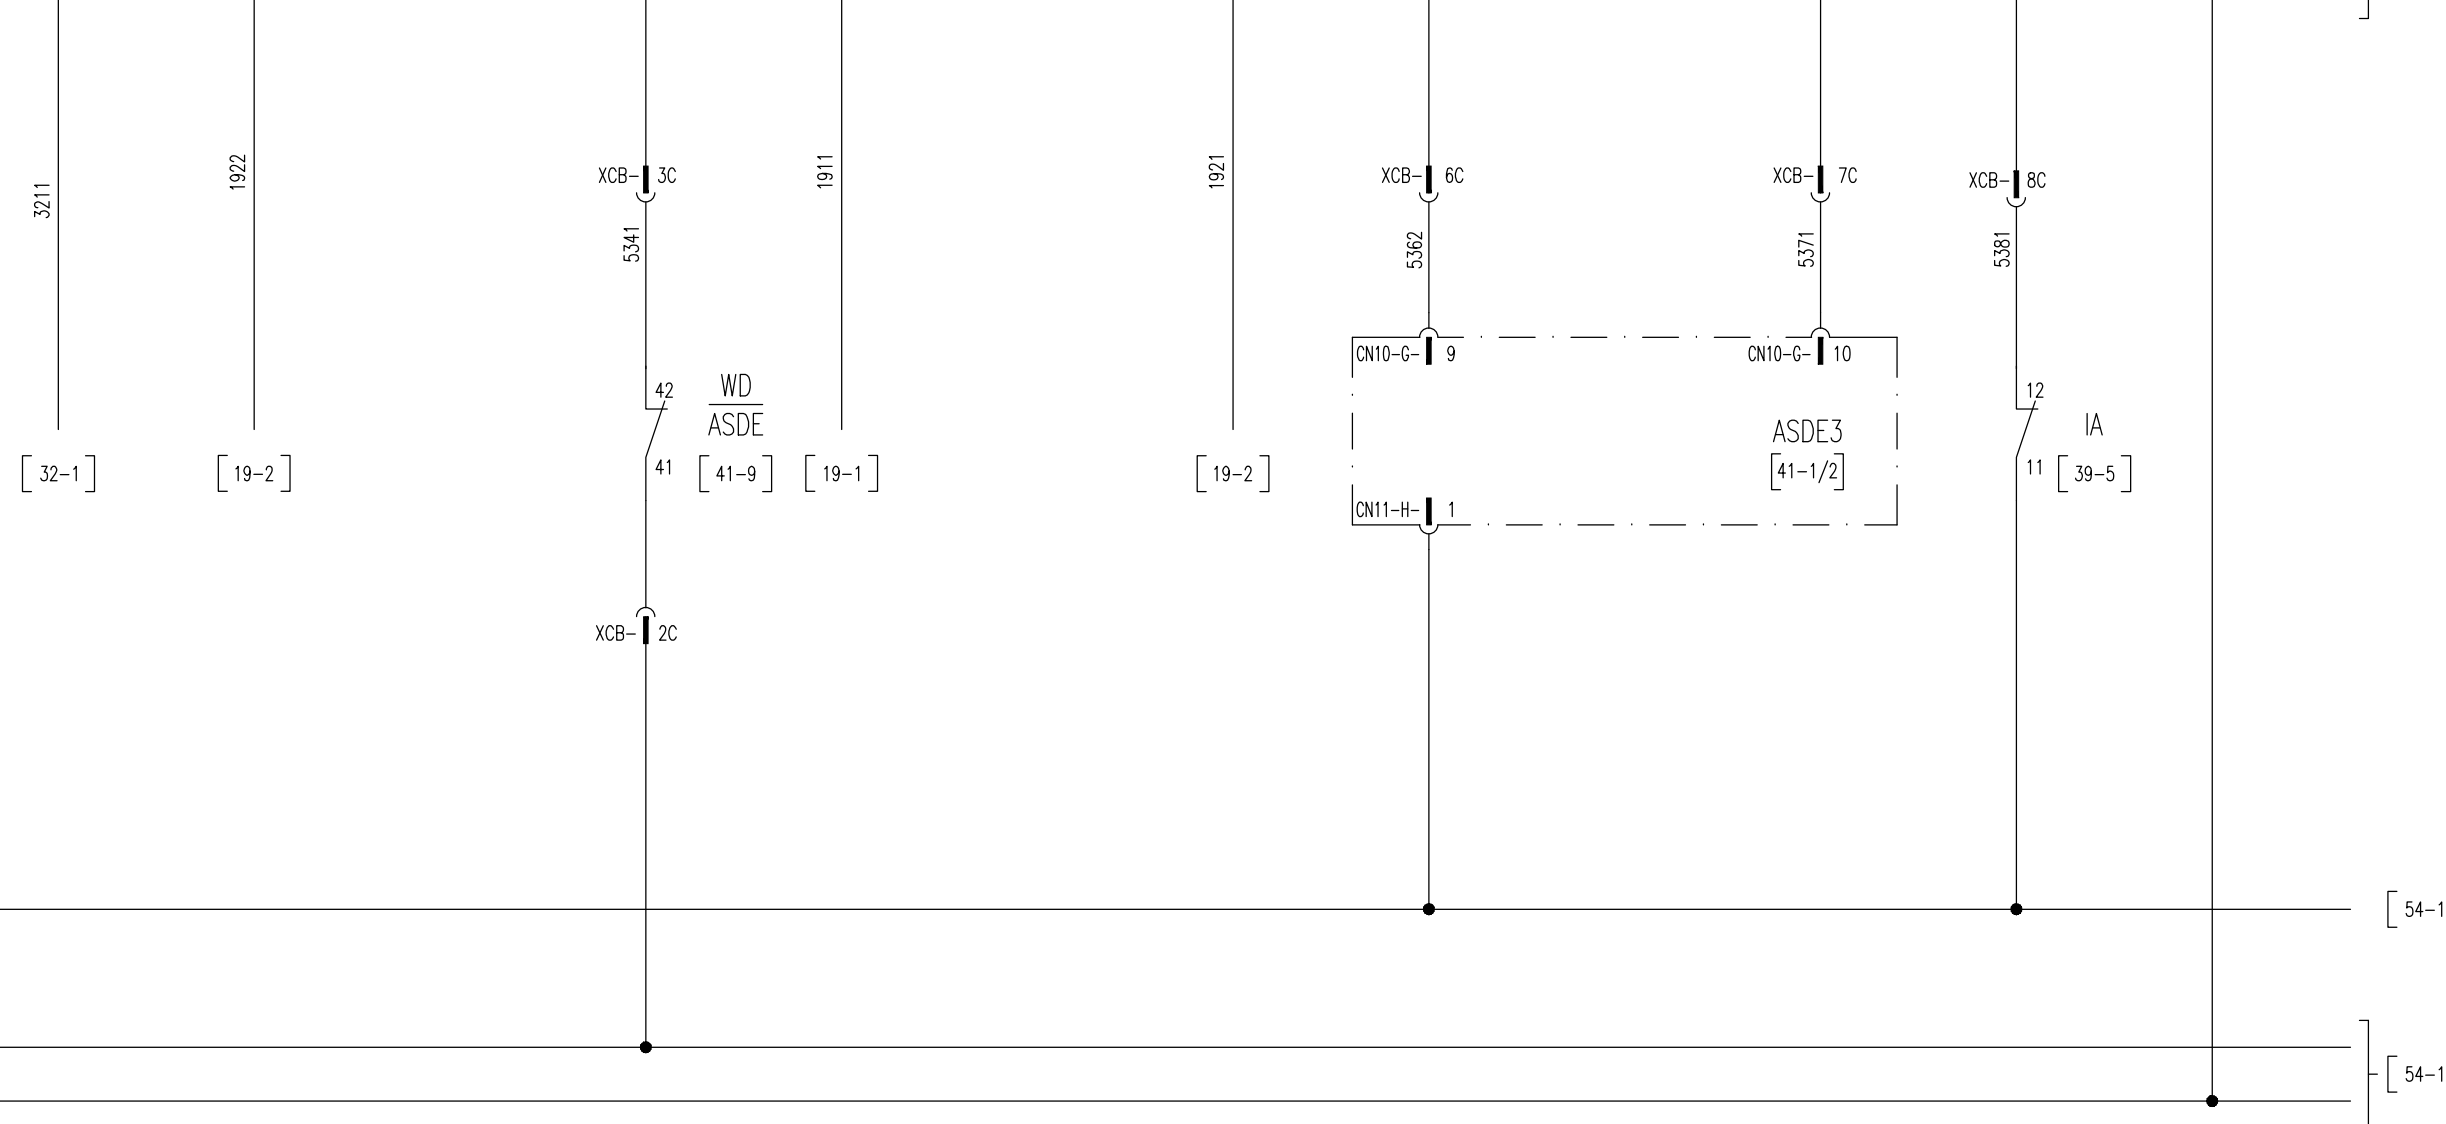 3211
1922
XCB- 3C
5341
1911
1921
XCB- 6C
5362
XCB- 7C
5371
XCB- 8C
5381
CN10-G- 9
CN10-G- 10
42
WD
ASDE
41
[41-9]
12
IA
11
[39-5]
ASDE3
[41-1/2]
[32-1]
[19-2]
[19-1]
[19-2]
CN11-H- 1
XCB- 2C
[54-1
[54-1